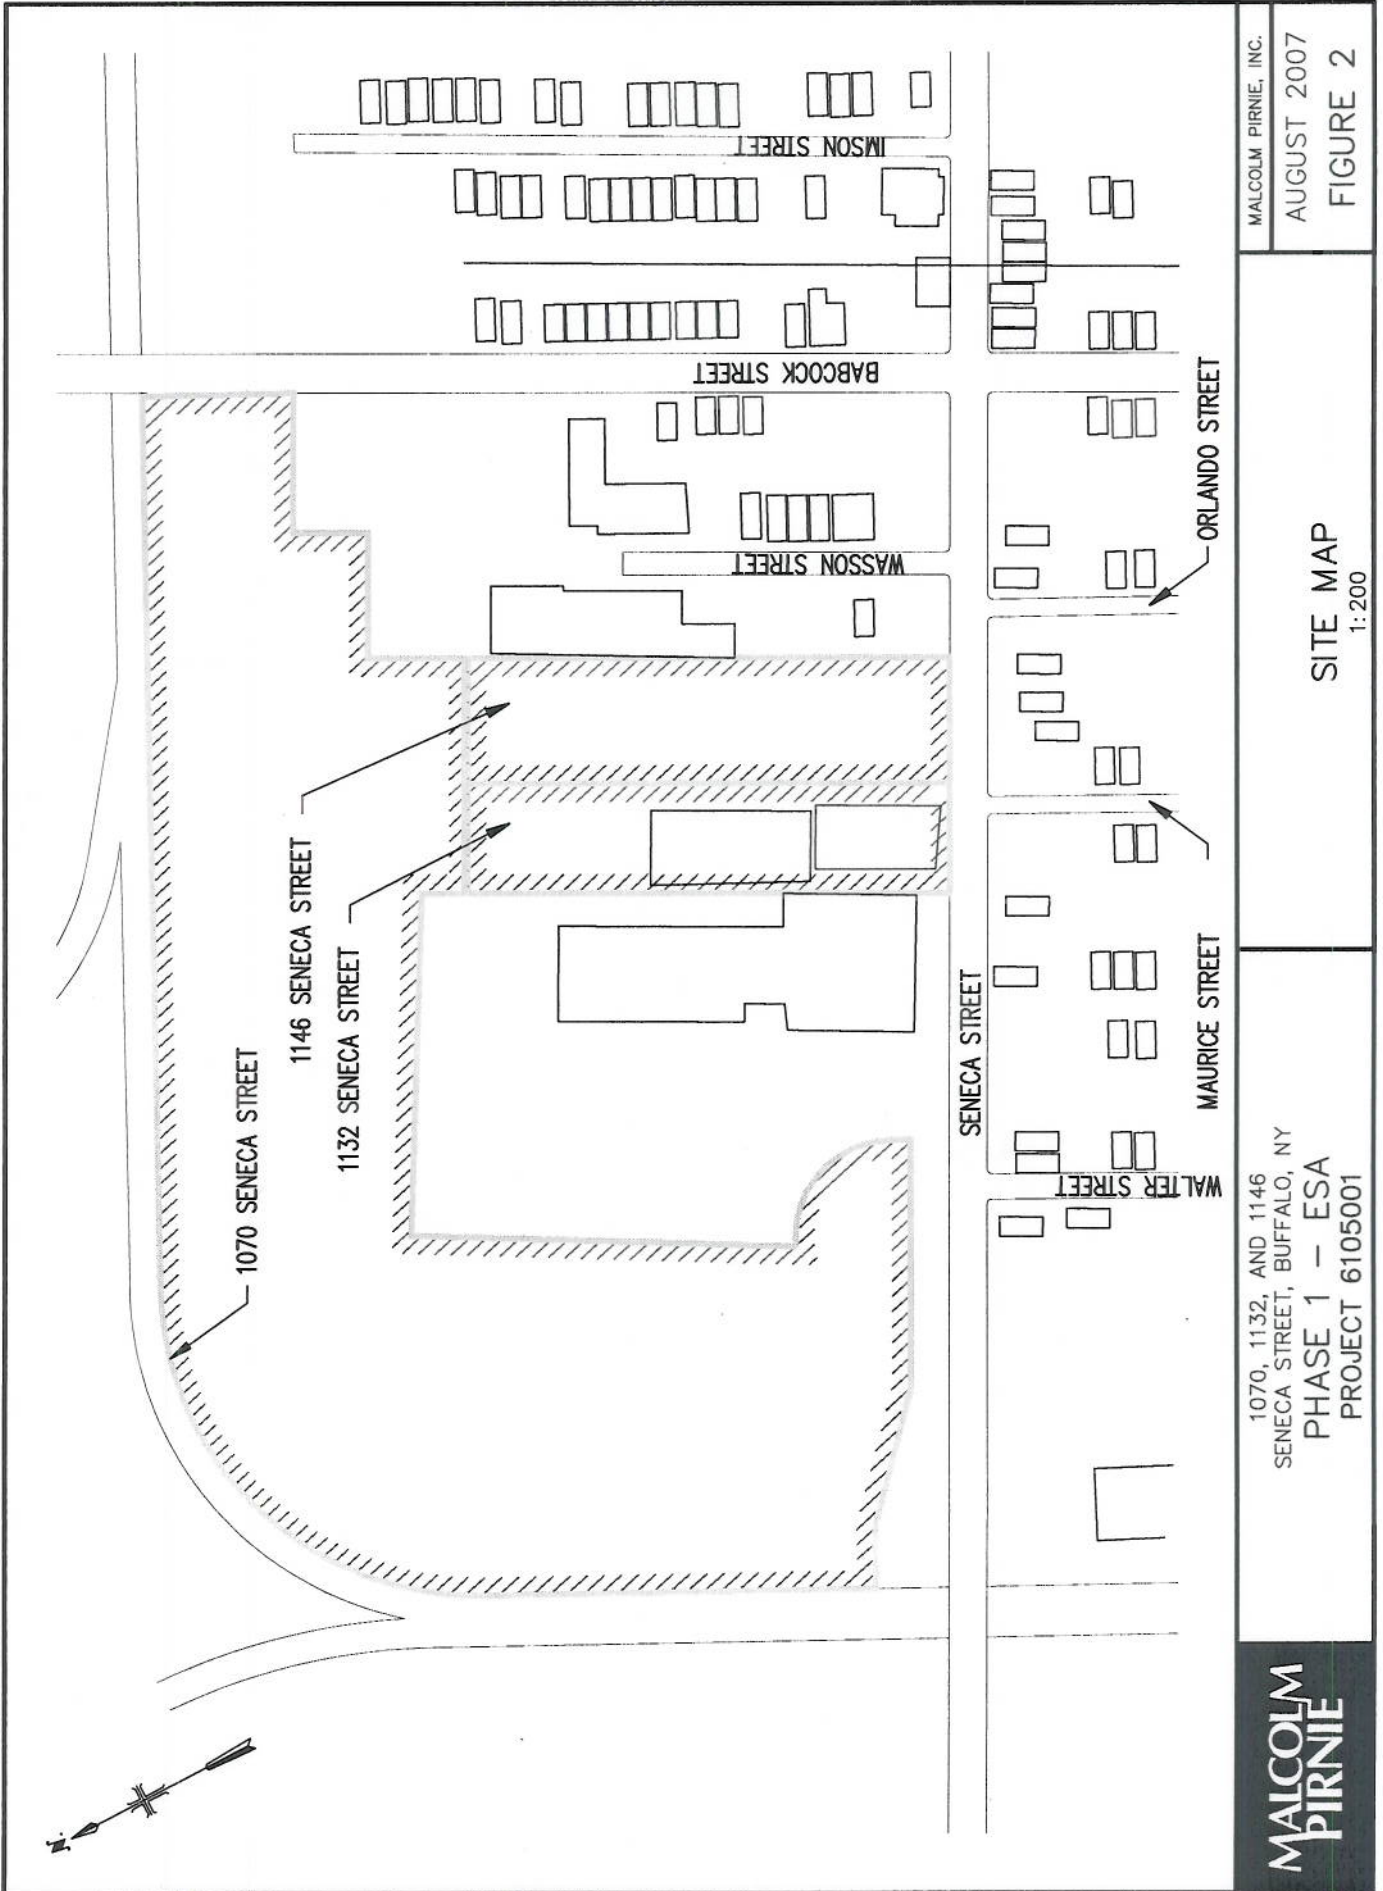 N
1070 SENECA STREET
1146 SENECA STREET
1132 SENECA STREET
IMSON STREET
BABCOCK STREET
WASSON STREET
SENECA STREET
ORLANDO STREET
MAURICE STREET
WALTER STREET
MALCOLM
PIRNIE
1070, 1132, AND 1146
SENECA STREET, BUFFALO, NY
PHASE 1 - ESA
PROJECT 6105001
SITE MAP
1:200
MALCOLM PIRNIE, INC.
AUGUST 2007
FIGURE 2